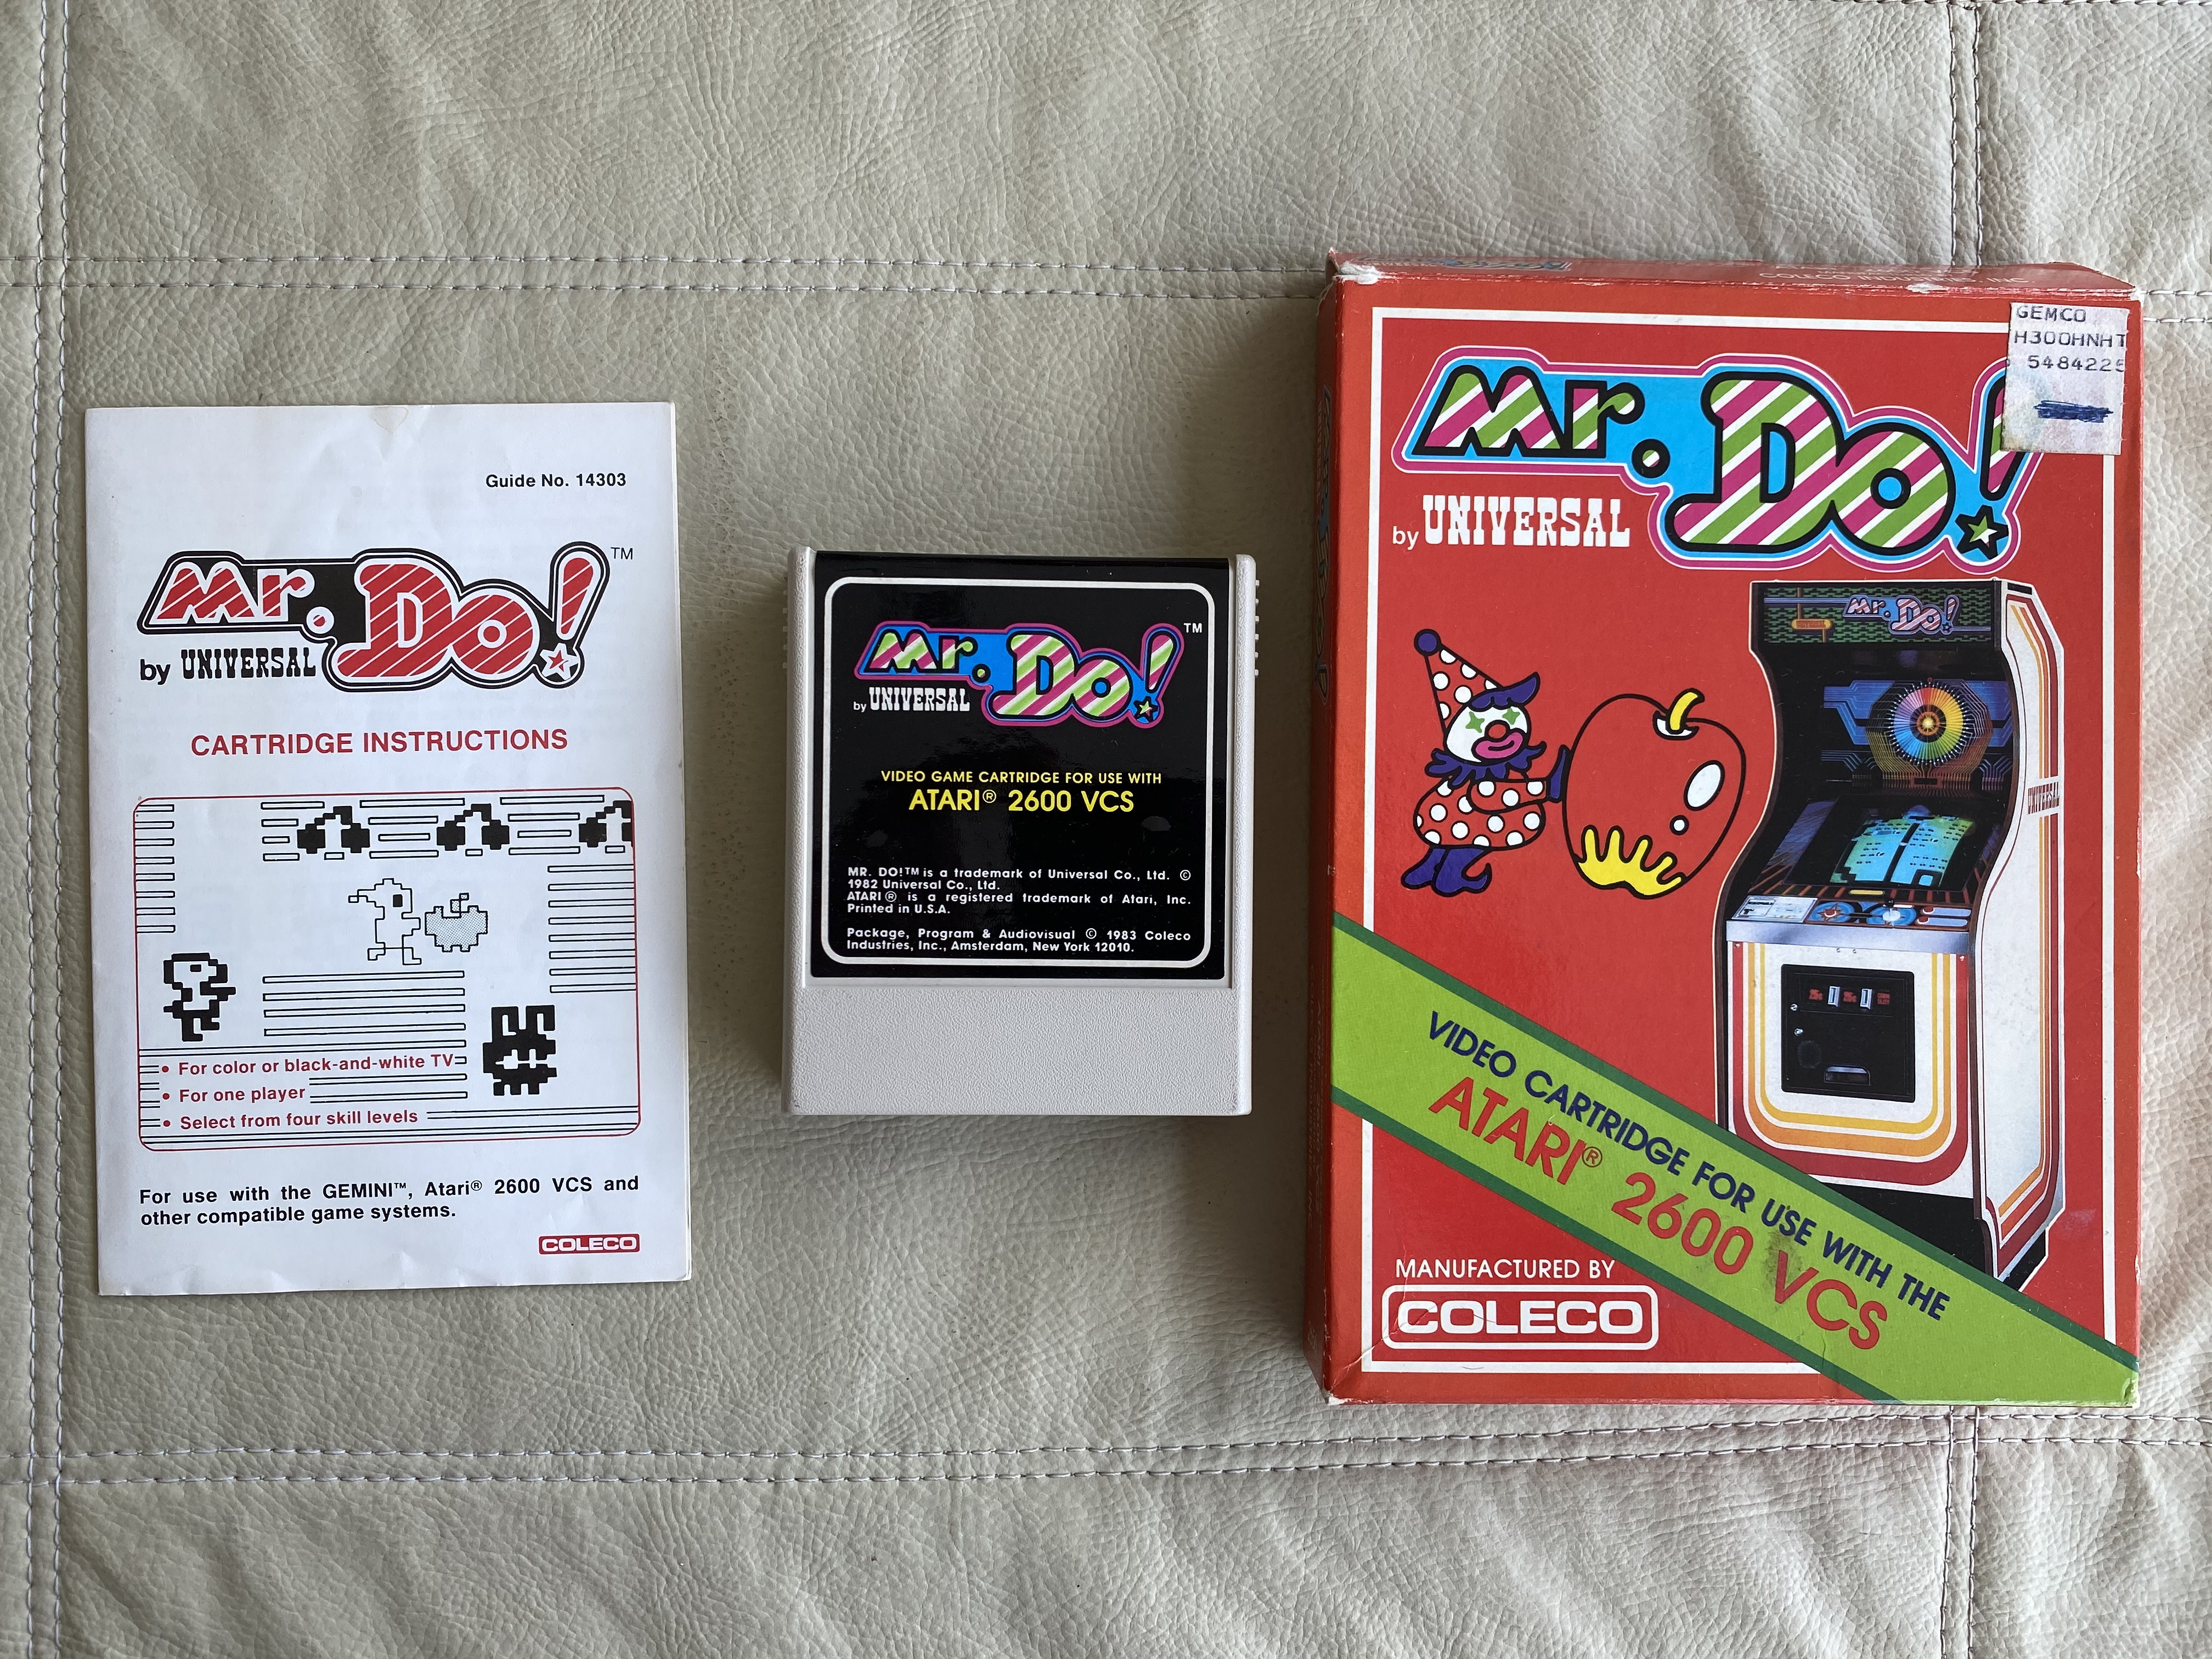 Guide No. 14303
Mr. Do! ™
by UNIVERSAL
CARTRIDGE INSTRUCTIONS
• For color or black-and-white TV
• For one player
• Select from four skill levels
For use with the GEMINI™, Atari® 2600 VCS and
other compatible game systems.
COLECO
Mr. Do! ™
by UNIVERSAL
VIDEO GAME CARTRIDGE FOR USE WITH
ATARI® 2600 VCS
MR. DO!™ is a trademark of Universal Co., Ltd. ©
1982 Universal Co., Ltd.
ATARI® is a registered trademark of Atari, Inc.
Printed in U.S.A.
Package, Program & Audiovisual © 1983 Coleco
Industries, Inc., Amsterdam, New York 12010.
GEMCO
H300HNHT
548422
Mr. Do!
by UNIVERSAL
Mr. Do!
UNIVERSAL
VIDEO CARTRIDGE FOR USE WITH THE
ATARI® 2600 VCS
MANUFACTURED BY
COLECO